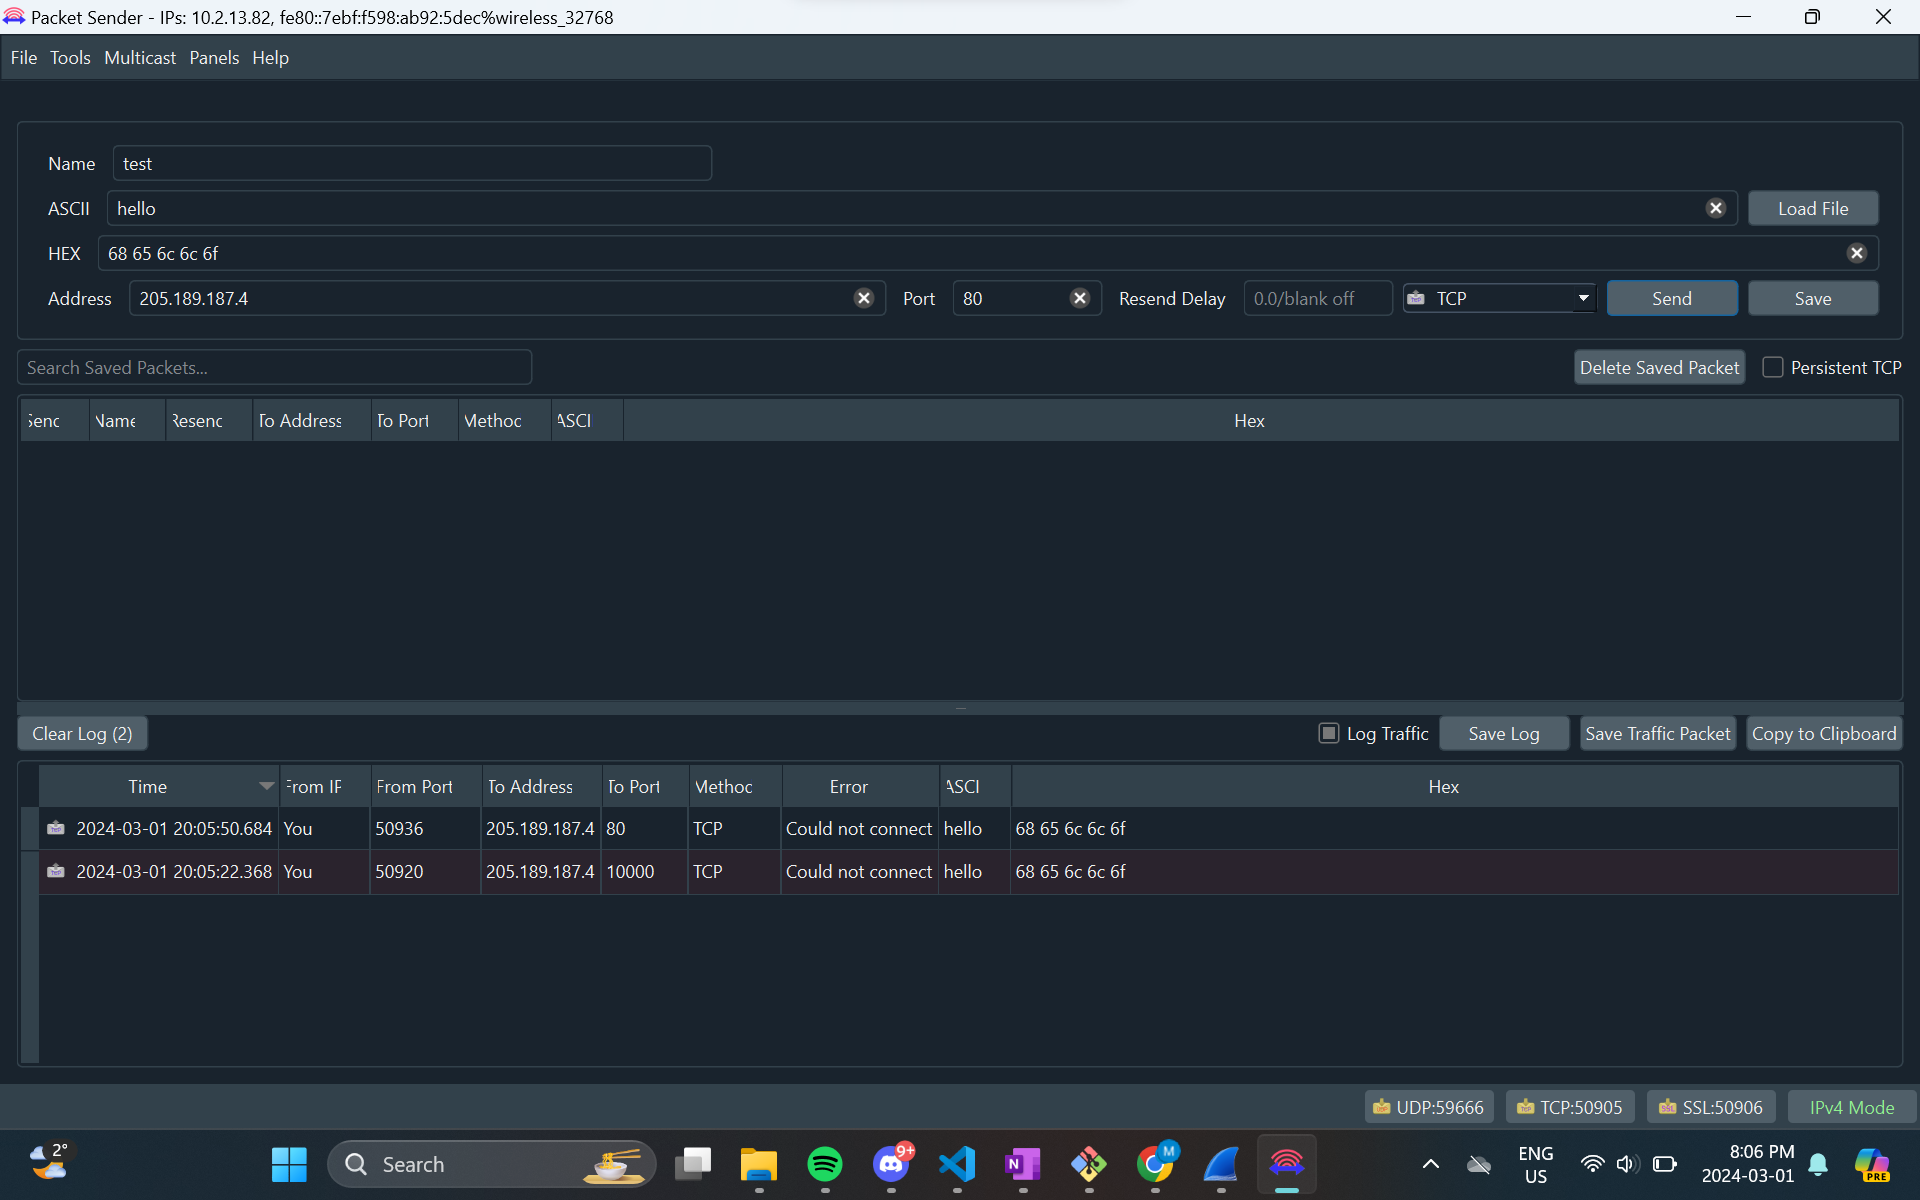 Packet Sender - IPs: 10.2.13.82, fe80::7ebf:f598:ab92:5dec%wireless_32768
File Tools Multicast Panels Help
Name test
ASCII hello Load File
HEX 68 65 6c 6c 6f
Address 205.189.187.4 Port 80 Resend Delay 0.0/blank off TCP Send Save
Search Saved Packets... Delete Saved Packet Persistent TCP
Senc Name Resenc To Address To Port Methoc ASCI Hex
Clear Log (2) Log Traffic Save Log Save Traffic Packet Copy to Clipboard
Time From IF From Port To Address To Port Methoc Error ASCI Hex
2024-03-01 20:05:50.684 You 50936 205.189.187.4 80 TCP Could not connect hello 68 65 6c 6c 6f
2024-03-01 20:05:22.368 You 50920 205.189.187.4 10000 TCP Could not connect hello 68 65 6c 6c 6f
UDP:59666 TCP:50905 SSL:50906 IPv4 Mode
2° Search 9+ N M ENG US 8:06 PM 2024-03-01 PRE